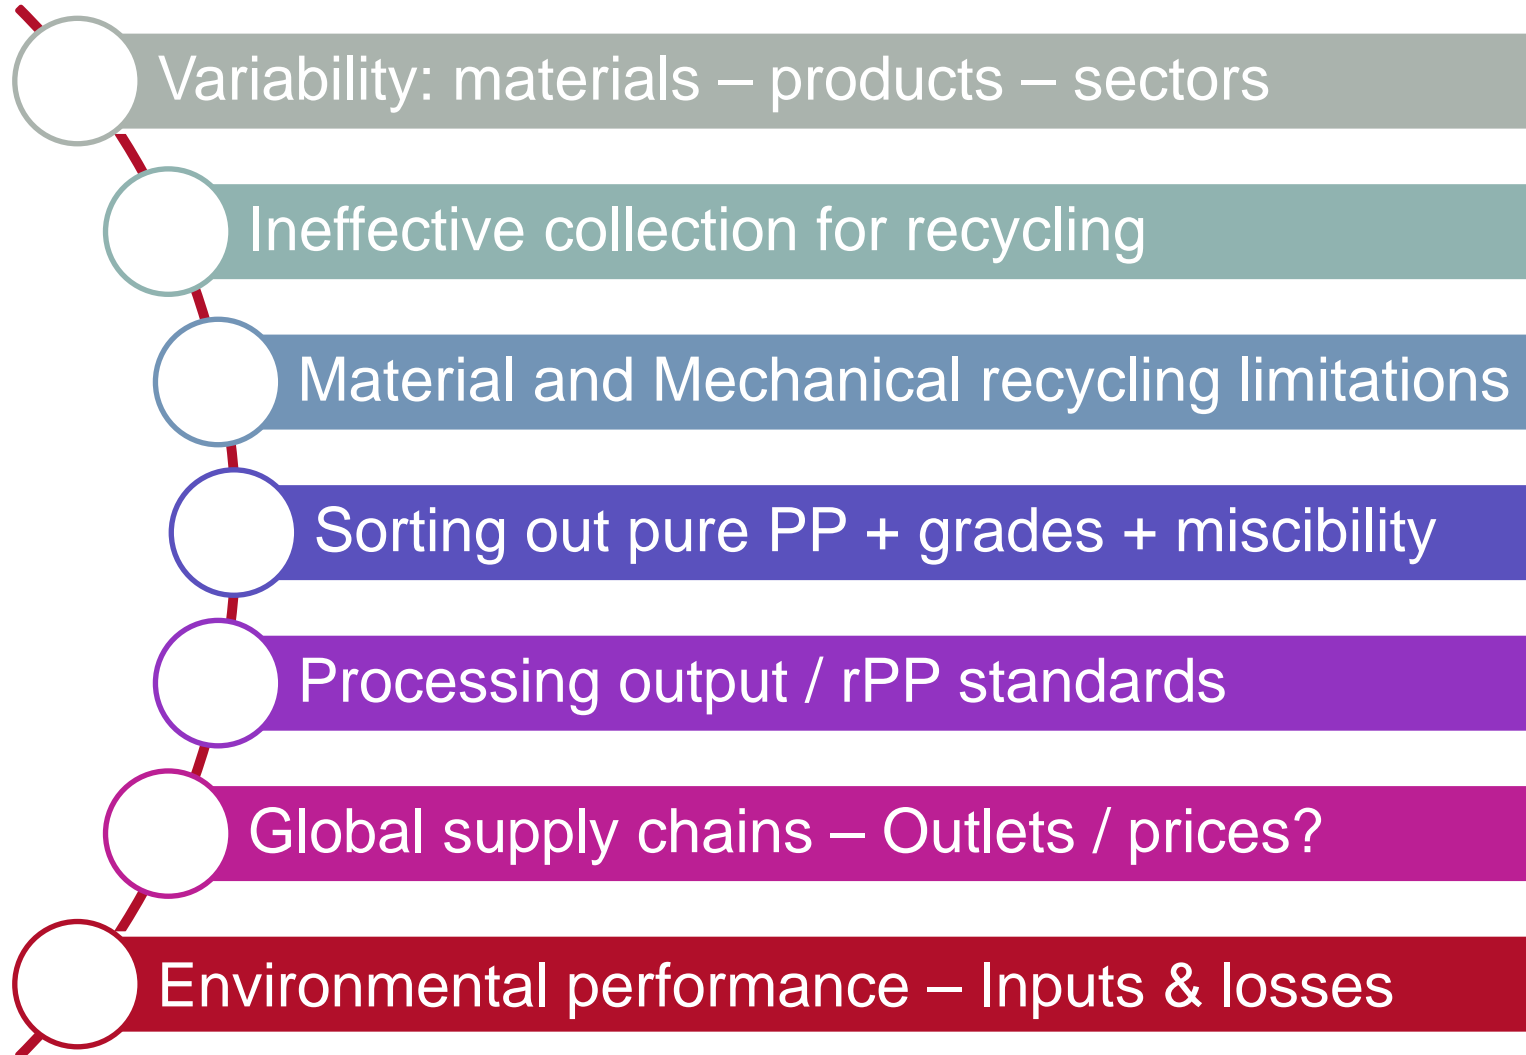 Variability: materials – products – sectors
Ineffective collection for recycling
Material and Mechanical recycling limitations
Sorting out pure PP + grades + miscibility
Processing output / rPP standards
Global supply chains – Outlets / prices?
Environmental performance – Inputs & losses